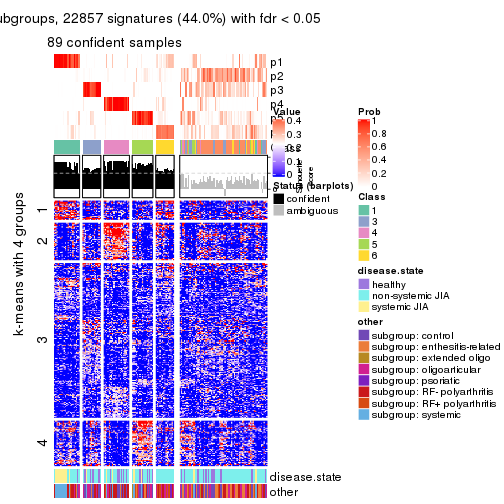 ubgroups, 22857 signatures (44.0%) with fdr < 0.05
89 confident samples
p1
p2
p3
p4
Value
0.4
0.3
0.2
0.1
0
Silhouette
score
Status (barplots)
confident
ambiguous
Prob
1
0.8
0.6
0.4
0.2
0
Class
1
3
4
5
6
disease.state
healthy
non-systemic JIA
systemic JIA
other
subgroup: control
subgroup: enthesitis-related
subgroup: extended oligo
subgroup: oligoarticular
subgroup: psoriatic
subgroup: RF- polyarthritis
subgroup: RF+ polyarthritis
subgroup: systemic
k-means with 4 groups
1
2
3
4
disease.state
other